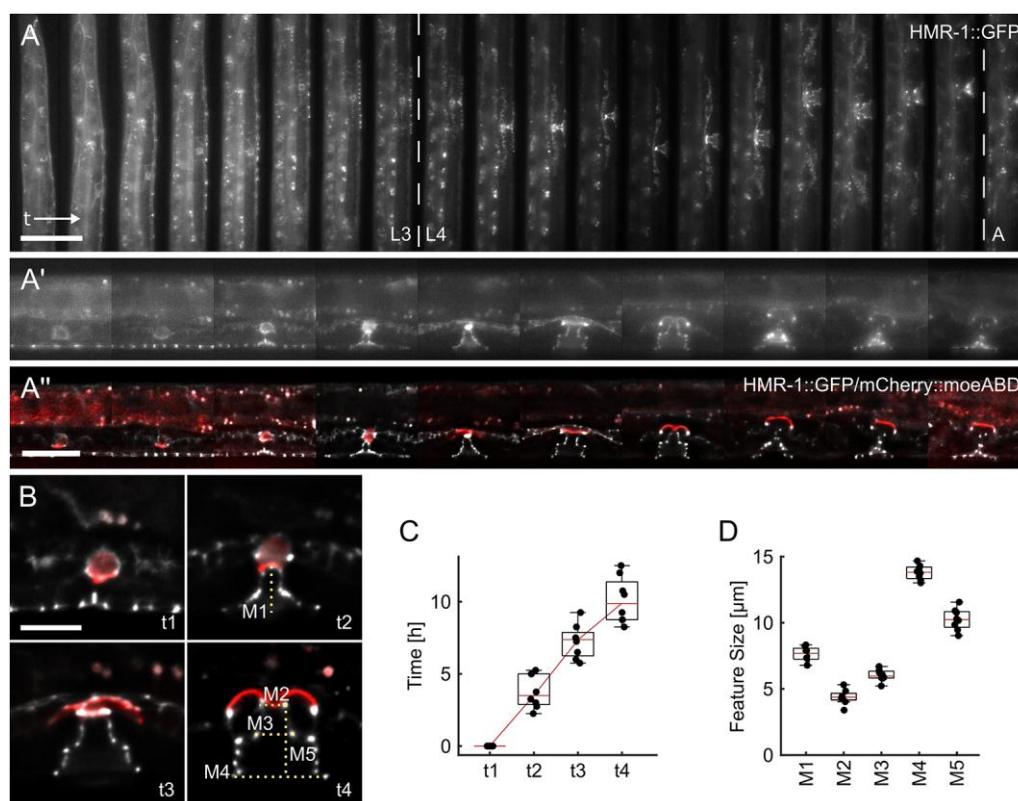 A
HMR-1::GFP
t
L3
L4
A
A'
A"
HMR-1::GFP/mCherry::moeABD
B
t1
M1
t2
t3
M2
M3
M4
M5
t4
C
Time [h]
10
5
0
t1 t2 t3 t4
D
Feature Size [µm]
15
10
5
0
M1 M2 M3 M4 M5